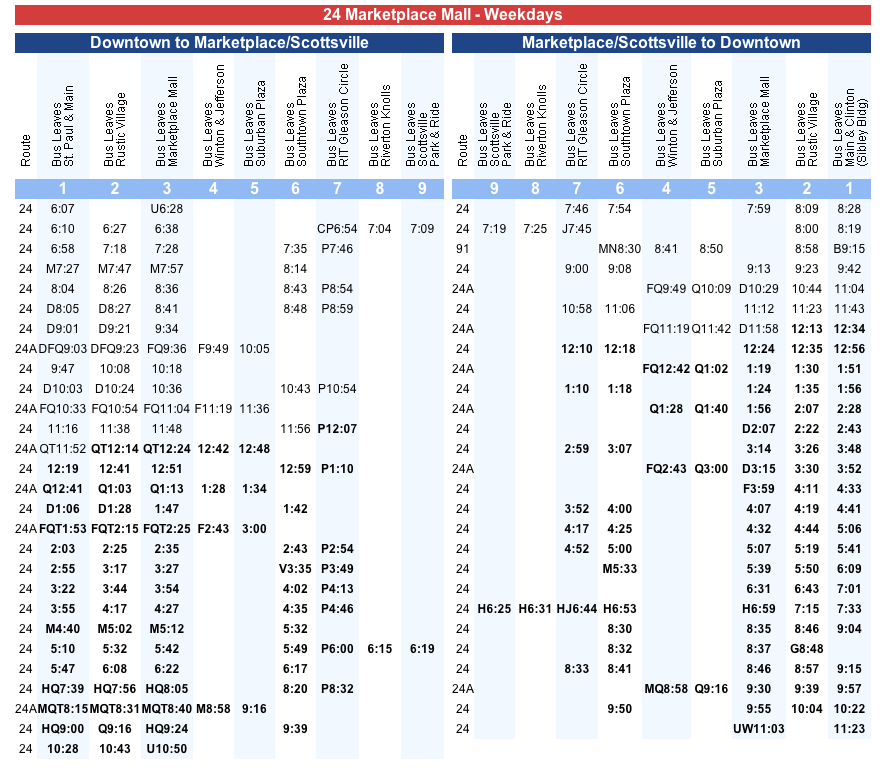 24 Marketplace Mall - Weekdays
Downtown to Marketplace/Scottsville
Route
Bus Leaves St. Paul & Main
Bus Leaves Rustic Village
Bus Leaves Marketplace Mall
Bus Leaves Winton & Jefferson
Bus Leaves Suburban Plaza
Bus Leaves Southtown Plaza
Bus Leaves RIT Gleason Circle
Bus Leaves Riverton Knolls
Bus Leaves Scottsville Park & Ride
1 2 3 4 5 6 7 8 9
24 6:07 U6:28
24 6:10 6:27 6:38 CP6:54 7:04 7:09
24 6:58 7:18 7:28 7:35 P7:46
24 M7:27 M7:47 M7:57 8:14
24 8:04 8:26 8:36 8:43 P8:54
24 D8:05 D8:27 8:41 8:48 P8:59
24 D9:01 D9:21 9:34
24A DFQ9:03 DFQ9:23 FQ9:36 F9:49 10:05
24 9:47 10:08 10:18
24 D10:03 D10:24 10:36 10:43 P10:54
24A FQ10:33 FQ10:54 FQ11:04 F11:19 11:36
24 11:16 11:38 11:48 11:56 P12:07
24A QT11:52 QT12:14 QT12:24 12:42 12:48
24 12:19 12:41 12:51 12:59 P1:10
24A Q12:41 Q1:03 Q1:13 1:28 1:34
24 D1:06 D1:28 1:47 1:42
24A FQT1:53 FQT2:15 FQT2:25 F2:43 3:00
24 2:03 2:25 2:35 2:43 P2:54
24 2:55 3:17 3:27 V3:35 P3:49
24 3:22 3:44 3:54 4:02 P4:13
24 3:55 4:17 4:27 4:35 P4:46
24 M4:40 M5:02 M5:12 5:32
24 5:10 5:32 5:42 5:49 P6:00 6:15 6:19
24 5:47 6:08 6:22 6:17
24 HQ7:39 HQ7:56 HQ8:05 8:20 P8:32
24A MQT8:15 MQT8:31 MQT8:40 M8:58 9:16
24 HQ9:00 Q9:16 HQ9:24 9:39
24 10:28 10:43 U10:50
Marketplace/Scottsville to Downtown
Route
Bus Leaves Scottsville Park & Ride
Bus Leaves Riverton Knolls
Bus Leaves RIT Gleason Circle
Bus Leaves Southtown Plaza
Bus Leaves Winton & Jefferson
Bus Leaves Suburban Plaza
Bus Leaves Marketplace Mall
Bus Leaves Rustic Village
Bus Leaves Main & Clinton (Sibley Bldg)
9 8 7 6 4 5 3 2 1
24 7:46 7:54 7:59 8:09 8:28
24 7:19 7:25 J7:45 8:00 8:19
91 MN8:30 8:41 8:50 8:58 B9:15
24 9:00 9:08 9:13 9:23 9:42
24A FQ9:49 Q10:09 D10:29 10:44 11:04
24 10:58 11:06 11:12 11:23 11:43
24A FQ11:19 Q11:42 D11:58 12:13 12:34
24 12:10 12:18 12:24 12:35 12:56
24A FQ12:42 Q1:02 1:19 1:30 1:51
24 1:10 1:18 1:24 1:35 1:56
24A Q1:28 Q1:40 1:56 2:07 2:28
24 D2:07 2:22 2:43
24 2:59 3:07 3:14 3:26 3:48
24A FQ2:43 Q3:00 D3:15 3:30 3:52
24 F3:59 4:11 4:33
24 3:52 4:00 4:07 4:19 4:41
24 4:17 4:25 4:32 4:44 5:06
24 4:52 5:00 5:07 5:19 5:41
24 M5:33 5:39 5:50 6:09
24 6:31 6:43 7:01
24 H6:25 H6:31 HJ6:44 H6:53 H6:59 7:15 7:33
24 8:30 8:35 8:46 9:04
24 8:32 8:37 G8:48
24 8:33 8:41 8:46 8:57 9:15
24A MQ8:58 Q9:16 9:30 9:39 9:57
24 9:50 9:55 10:04 10:22
24 UW11:03 11:23